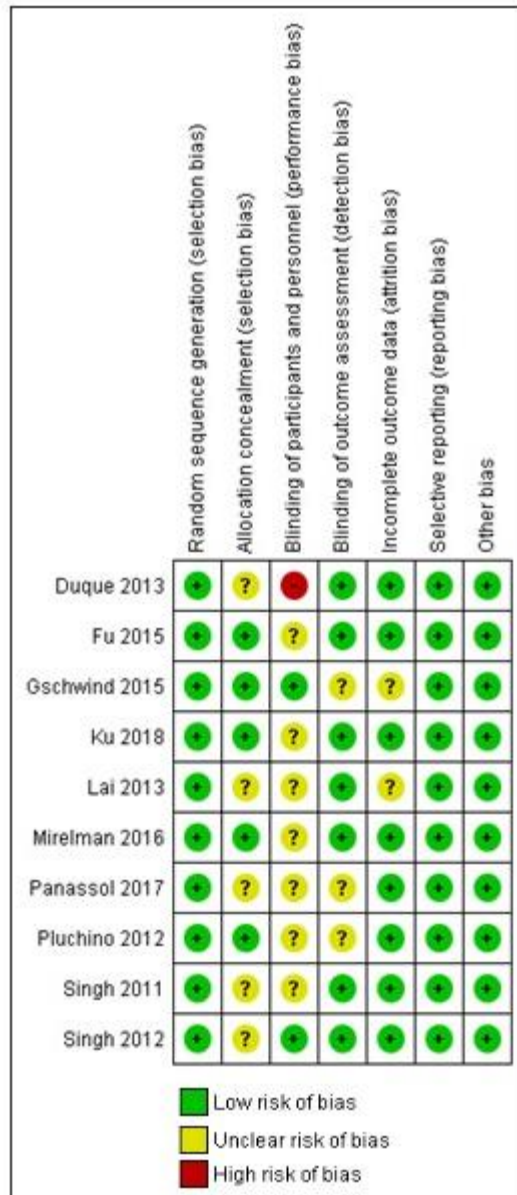 Random sequence generation (selection bias)
Allocation concealment (selection bias)
Blinding of participants and personnel (performance bias)
Blinding of outcome assessment (detection bias)
Incomplete outcome data (attrition bias)
Selective reporting (reporting bias)
Other bias
Duque 2013 + ? - + + + +
Fu 2015 + + ? + + + +
Gschwind 2015 + + + ? ? + +
Ku 2018 + + ? + + + +
Lai 2013 + ? ? + ? + +
Mirelman 2016 + + ? + + + +
Panassol 2017 + ? ? ? + + +
Pluchino 2012 + + ? ? + + +
Singh 2011 + ? ? + + + +
Singh 2012 + ? + + + + +
Low risk of bias
Unclear risk of bias
High risk of bias